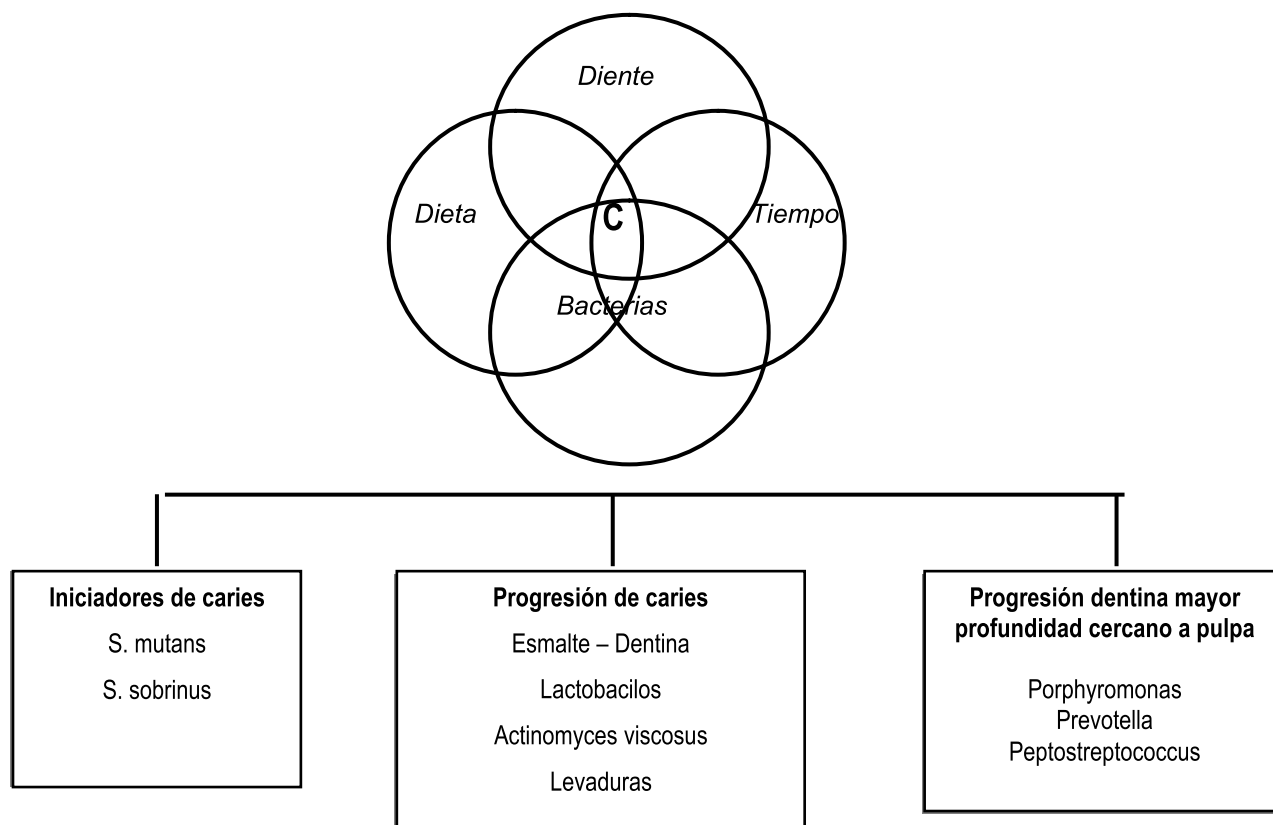 Diente
Dieta
C
Tiempo
Bacterias
Iniciadores de caries
S. mutans
S. sobrinus
Progresión de caries
Esmalte – Dentina
Lactobacilos
Actinomyces viscosus
Levaduras
Progresión dentina mayor
profundidad cercano a pulpa
Porphyromonas
Prevotella
Peptostreptococcus